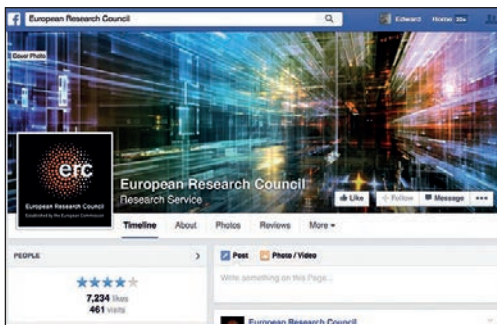 European Research Council
Edward Home 20+
Cover Photo
erc
European Research Council
Established by the European Commission
European Research Council
Research Service
Like Follow Message
Timeline About Photos Reviews More
PEOPLE
7,234 likes
461 visits
Post Photo / Video
Write something on this Page...
European Research Council